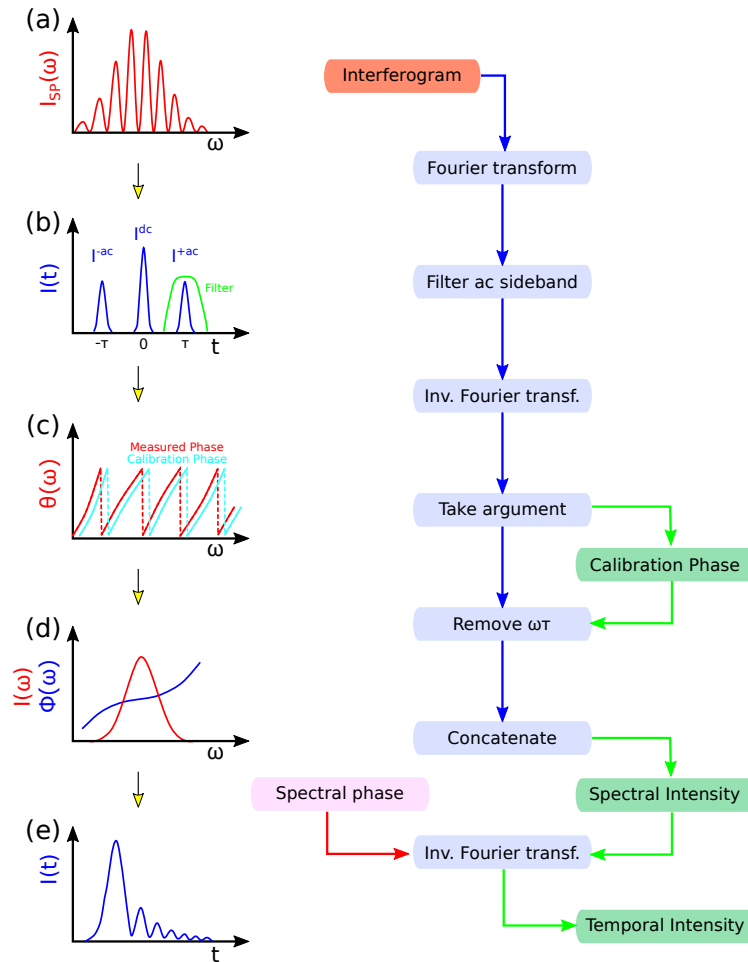 (a)
I_SP(ω)
ω
(b)
I(t)
I^-ac
I^dc
I^+ac
Filter
-τ
0
τ
t
(c)
θ(ω)
Measured Phase
Calibration Phase
ω
(d)
I(ω)
Φ(ω)
ω
(e)
I(t)
t
Interferogram
Fourier transform
Filter ac sideband
Inv. Fourier transf.
Take argument
Calibration Phase
Remove ωτ
Concatenate
Spectral phase
Spectral Intensity
Inv. Fourier transf.
Temporal Intensity